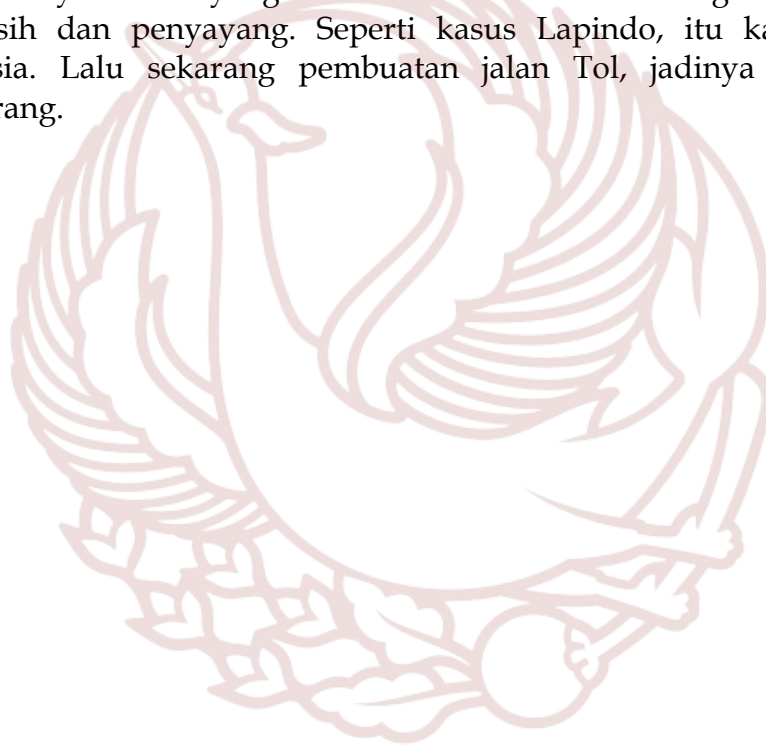 sih dan penyayang. Seperti kasus Lapindo, itu ka
sia. Lalu sekarang pembuatan jalan Tol, jadinya
rang.